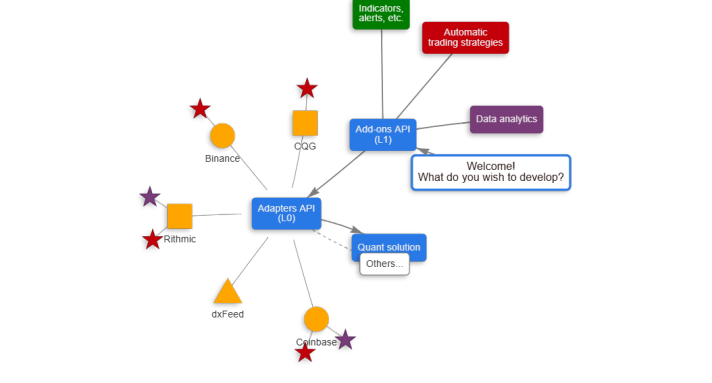 Indicators,
alerts, etc.
Automatic
trading strategies
Data analytics
Add-ons API
(L1)
Welcome!
What do you wish to develop?
CQG
Binance
Adapters API
(L0)
Rithmic
Quant solution
Others...
dxFeed
Coinbase